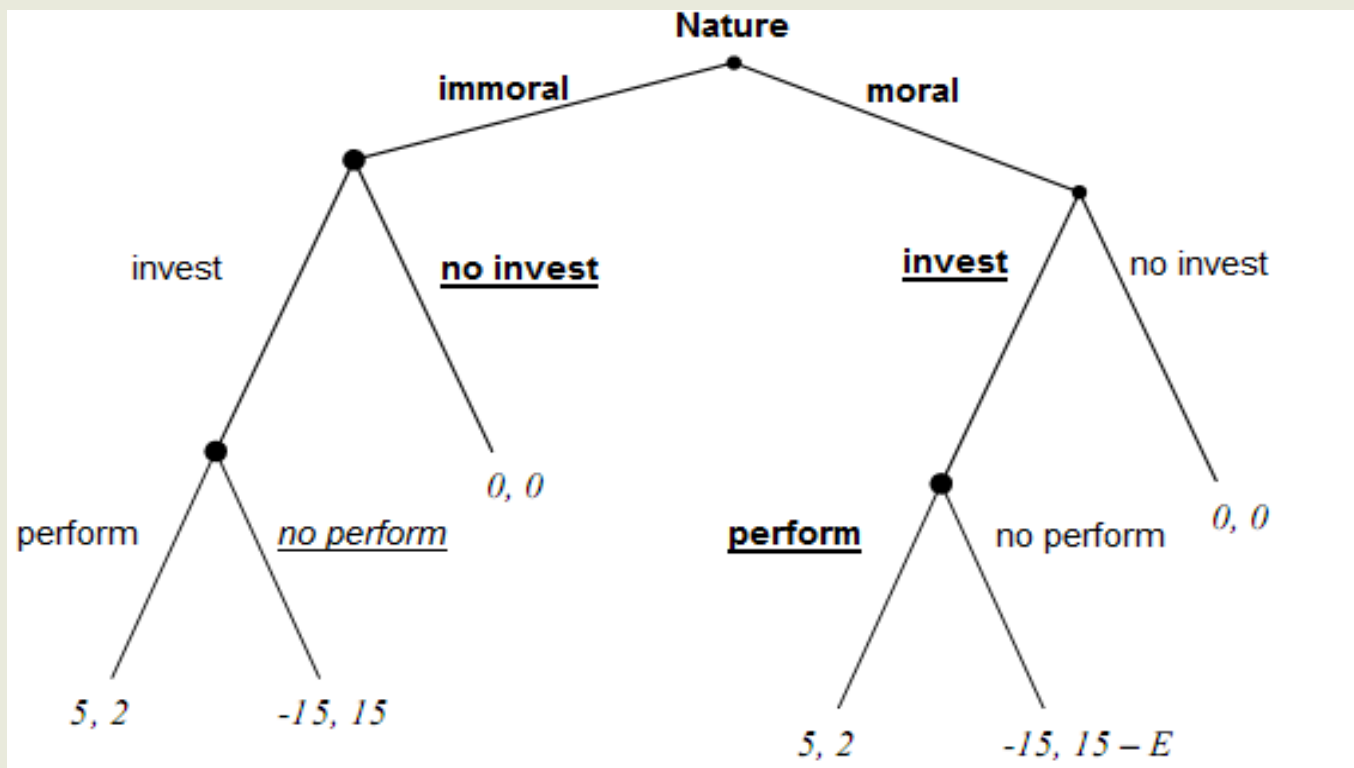 Nature
immoral
moral
invest
no invest
invest
no invest
0, 0
0, 0
perform
no perform
perform
no perform
5, 2
-15, 15
5, 2
-15, 15 – E